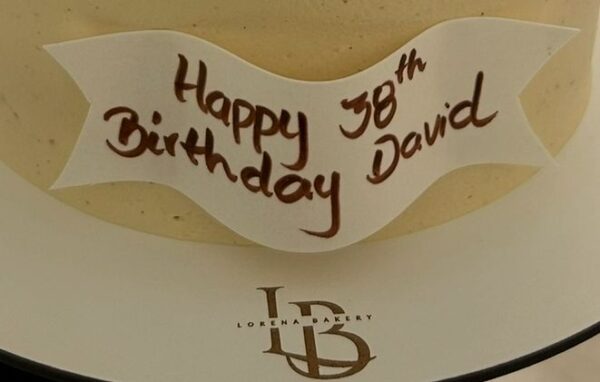 Happy 38th
Birthday David
LB
LORENA BAKERY